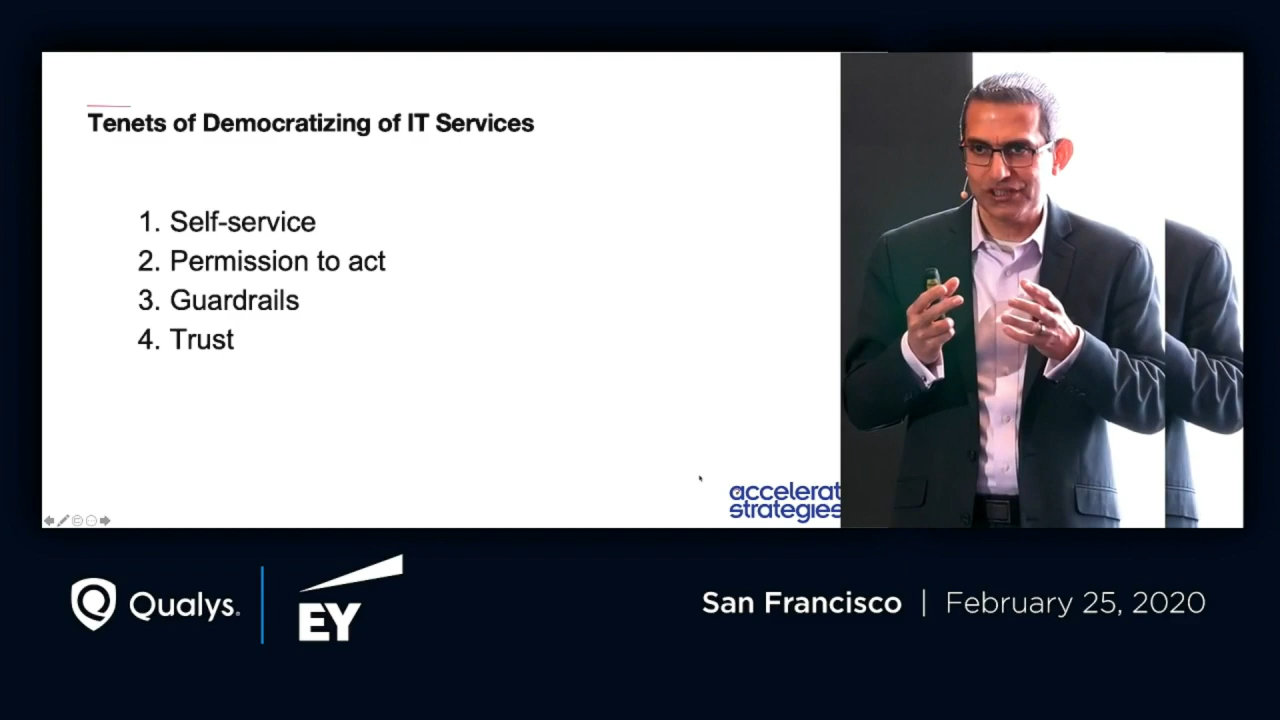 Tenets of Democratizing of IT Services
1. Self-service
2. Permission to act
3. Guardrails
4. Trust
accelerat
strategies
Qualys.
EY
San Francisco | February 25, 2020